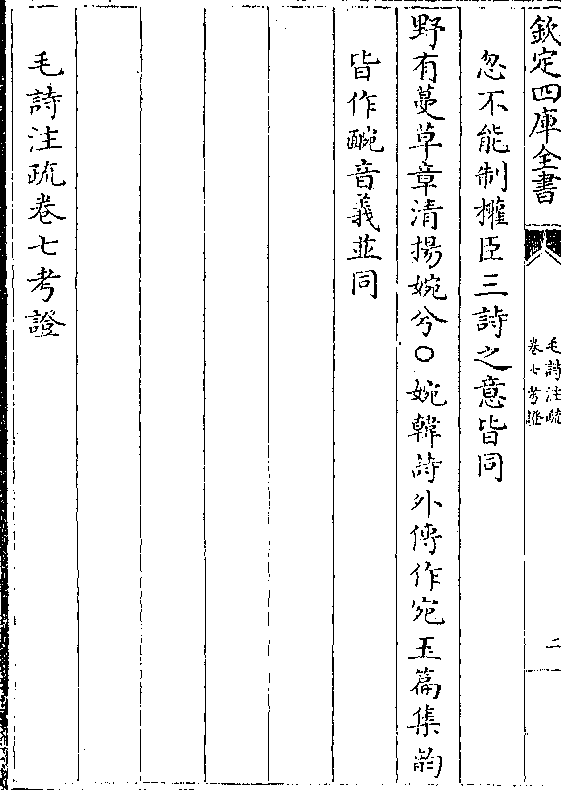 欽定四庫全書
毛詩注疏
卷七考證
二
忽不能制權臣三詩之意皆同
野有蔓草章清揚婉兮○婉韓詩外傳作宛玉篇集韵
皆作䩊音義並同
毛詩注疏卷七考證